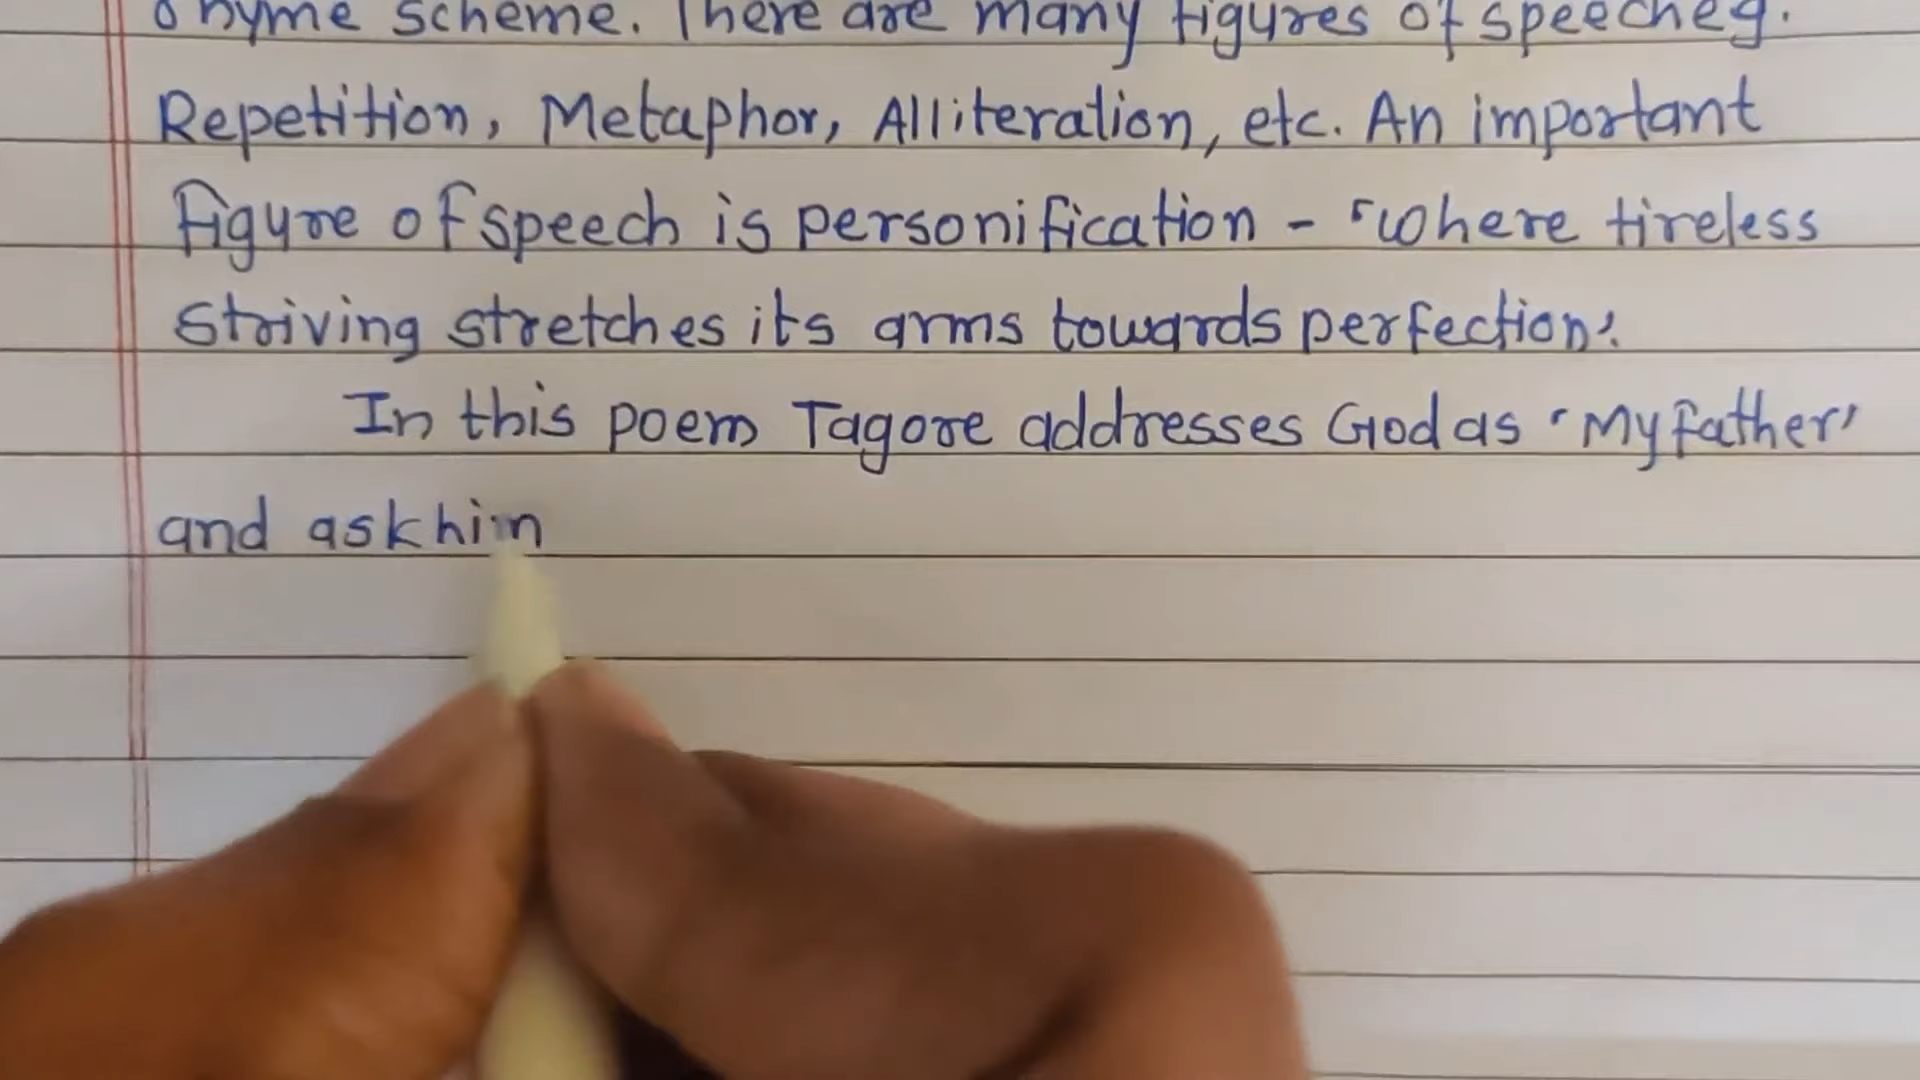 rhyme scheme. There are many figures of speeches.
Repetition, Metaphor, Alliteration, etc. An important
figure of speech is personification - 'Where tireless
striving stretches its arms towards perfection'.
In this poem Tagore addresses God as 'My father'
and ask him